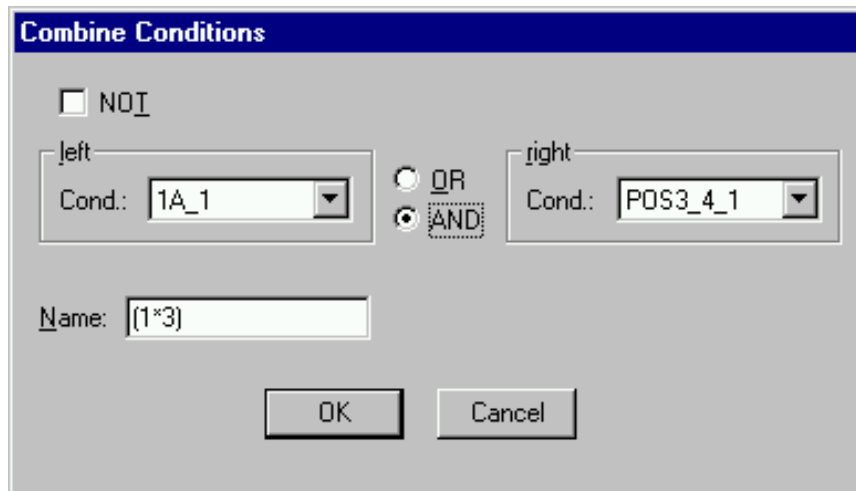 Combine Conditions
NOT
left
Cond.: 1A_1
OR
AND
right
Cond.: POS3_4_1
Name: (1*3)
OK Cancel